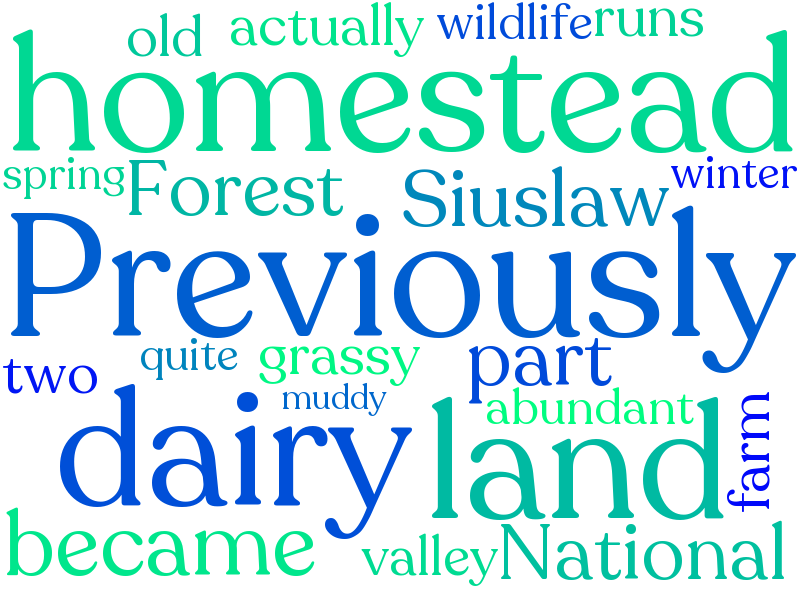 old actually wildlife runs
homestead
spring Forest Siuslaw winter
Previously
two quite grassy part
muddy abundant
dairy land farm
became valley National